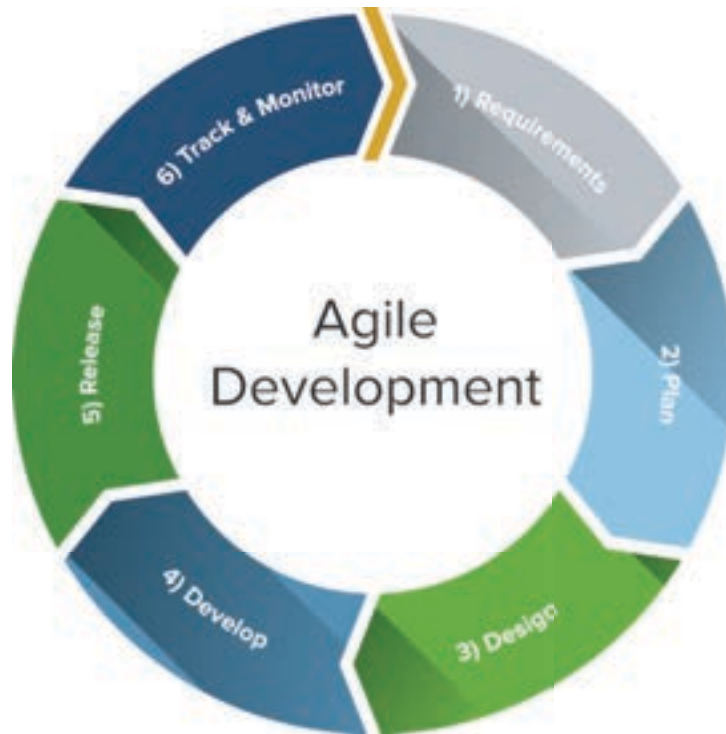 Agile
Development
1) Requirements
2) Plan
3) Design
4) Develop
5) Release
6) Track & Monitor